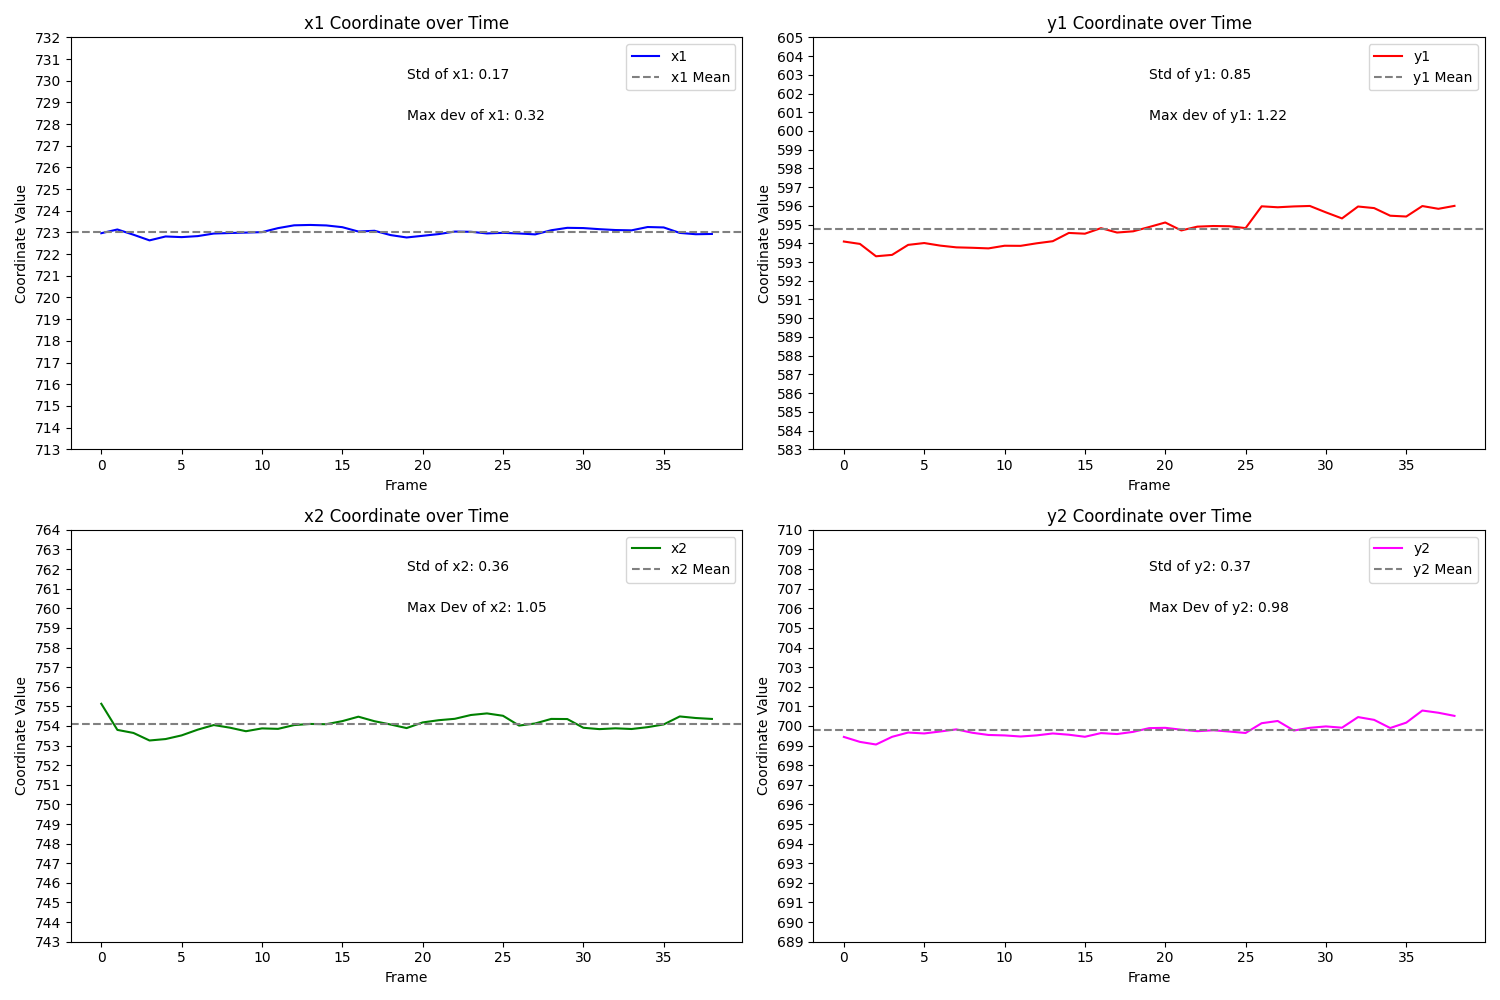 x1 Coordinate over Time
732
731
730
729
728
727
726
725
724
723
722
721
720
719
718
717
716
715
714
713
Coordinate Value
x1
x1 Mean
Std of x1: 0.17
Max dev of x1: 0.32
0 5 10 15 20 25 30 35
Frame
y1 Coordinate over Time
605
604
603
602
601
600
599
598
597
596
595
594
593
592
591
590
589
588
587
586
585
584
583
Coordinate Value
y1
y1 Mean
Std of y1: 0.85
Max dev of y1: 1.22
0 5 10 15 20 25 30 35
Frame
x2 Coordinate over Time
764
763
762
761
760
759
758
757
756
755
754
753
752
751
750
749
748
747
746
745
744
743
Coordinate Value
x2
x2 Mean
Std of x2: 0.36
Max Dev of x2: 1.05
0 5 10 15 20 25 30 35
Frame
y2 Coordinate over Time
710
709
708
707
706
705
704
703
702
701
700
699
698
697
696
695
694
693
692
691
690
689
Coordinate Value
y2
y2 Mean
Std of y2: 0.37
Max Dev of y2: 0.98
0 5 10 15 20 25 30 35
Frame